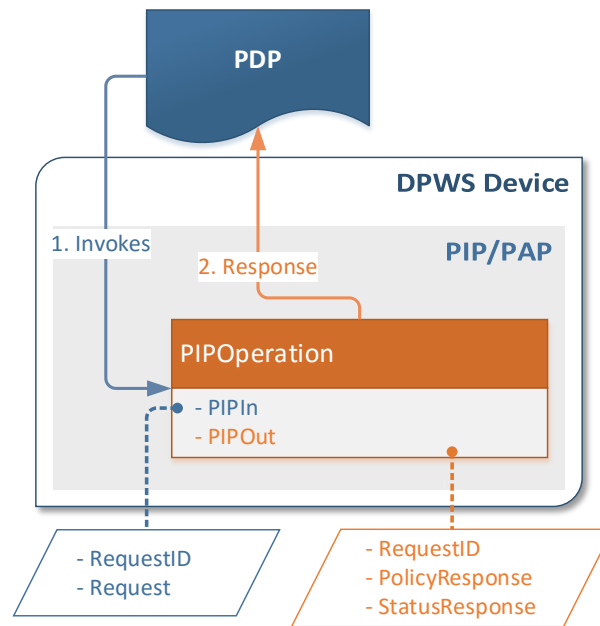 PDP
DPWS Device
1. Invokes
PIP/PAP
2. Response
PIPOperation
- PIPIn
- PIPOut
- RequestID
- Request
- RequestID
- PolicyResponse
- StatusResponse